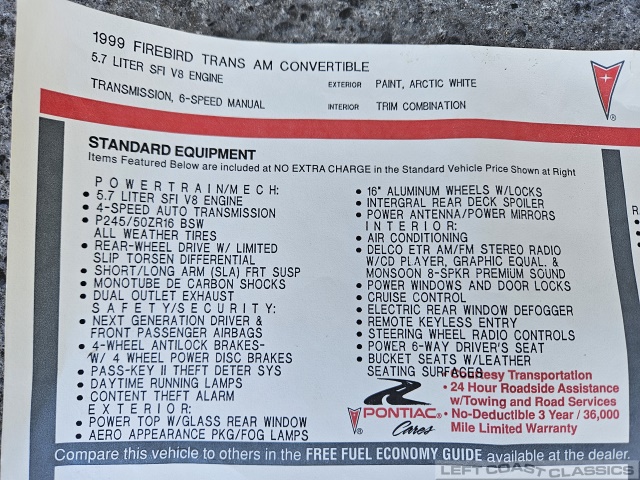 1999 FIREBIRD TRANS AM CONVERTIBLE
5.7 LITER SFI V8 ENGINE
TRANSMISSION, 6-SPEED MANUAL
EXTERIOR PAINT, ARCTIC WHITE
INTERIOR TRIM COMBINATION
STANDARD EQUIPMENT
Items Featured Below are included at NO EXTRA CHARGE in the Standard Vehicle Price Shown at Right
POWERTRAIN/MECH:
• 5.7 LITER SFI V8 ENGINE
• 4-SPEED AUTO TRANSMISSION
• P245/50ZR16 BSW
ALL WEATHER TIRES
• REAR-WHEEL DRIVE W/ LIMITED
SLIP TORSEN DIFFERENTIAL
• SHORT/LONG ARM (SLA) FRT SUSP
• MONOTUBE DE CARBON SHOCKS
• DUAL OUTLET EXHAUST
SAFETY/SECURITY:
• NEXT GENERATION DRIVER &
FRONT PASSENGER AIRBAGS
• 4-WHEEL ANTILOCK BRAKES-
W/ 4 WHEEL POWER DISC BRAKES
• PASS-KEY II THEFT DETER SYS
• DAYTIME RUNNING LAMPS
• CONTENT THEFT ALARM
EXTERIOR:
• POWER TOP W/GLASS REAR WINDOW
• AERO APPEARANCE PKG/FOG LAMPS
• 16" ALUMINUM WHEELS W/LOCKS
• INTERGRAL REAR DECK SPOILER
• POWER ANTENNA/POWER MIRRORS
INTERIOR:
• AIR CONDITIONING
• DELCO ETR AM/FM STEREO RADIO
W/CD PLAYER, GRAPHIC EQUAL. &
MONSOON 8-SPKR PREMIUM SOUND
• POWER WINDOWS AND DOOR LOCKS
• CRUISE CONTROL
• ELECTRIC REAR WINDOW DEFOGGER
• REMOTE KEYLESS ENTRY
• STEERING WHEEL RADIO CONTROLS
• POWER 6-WAY DRIVER'S SEAT
• BUCKET SEATS W/LEATHER
SEATING SURFACES
PONTIAC
Cares
• Courtesy Transportation
• 24 Hour Roadside Assistance
w/Towing and Road Services
• No-Deductible 3 Year / 36,000
Mile Limited Warranty
Compare this vehicle to others in the FREE FUEL ECONOMY GUIDE available at the dealer.
LEFT COAST CLASSICS